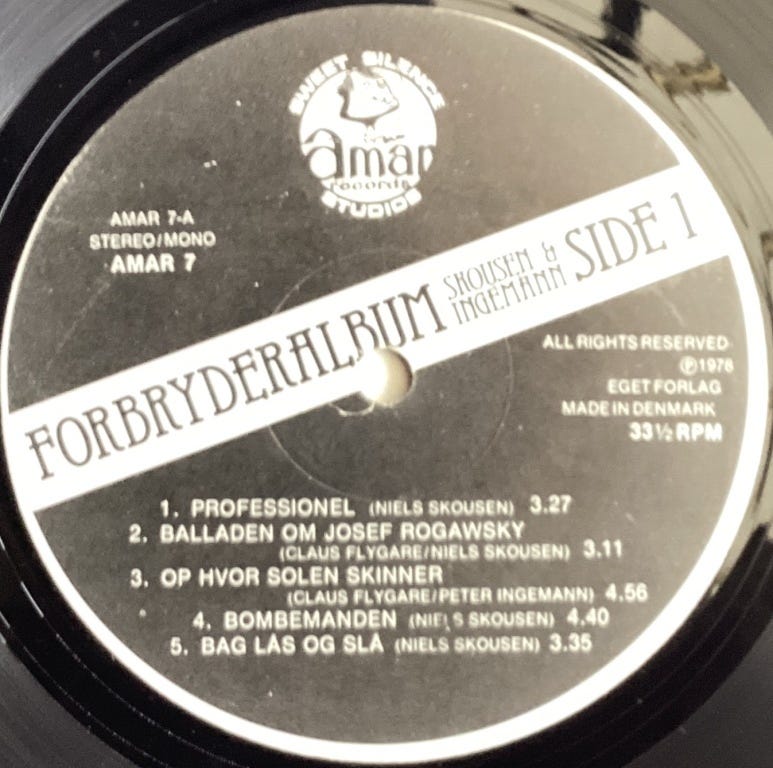 SWEET SILENCE
Amar
records
STUDIOS
AMAR 7-A
STEREO/MONO
AMAR 7
FORBRYDERALBUM SKOUSEN &
INGEMANN SIDE 1
ALL RIGHTS RESERVED
Ⓟ1976
EGET FORLAG
MADE IN DENMARK
33½ RPM
1. PROFESSIONEL (NIELS SKOUSEN) 3.27
2. BALLADEN OM JOSEF ROGAWSKY
(CLAUS FLYGARE/NIELS SKOUSEN) 3.11
3. OP HVOR SOLEN SKINNER
(CLAUS FLYGARE/PETER INGEMANN) 4.56
4. BOMBEMANDEN (NIELS SKOUSEN) 4.40
5. BAG LÅS OG SLÅ (NIELS SKOUSEN) 3.35